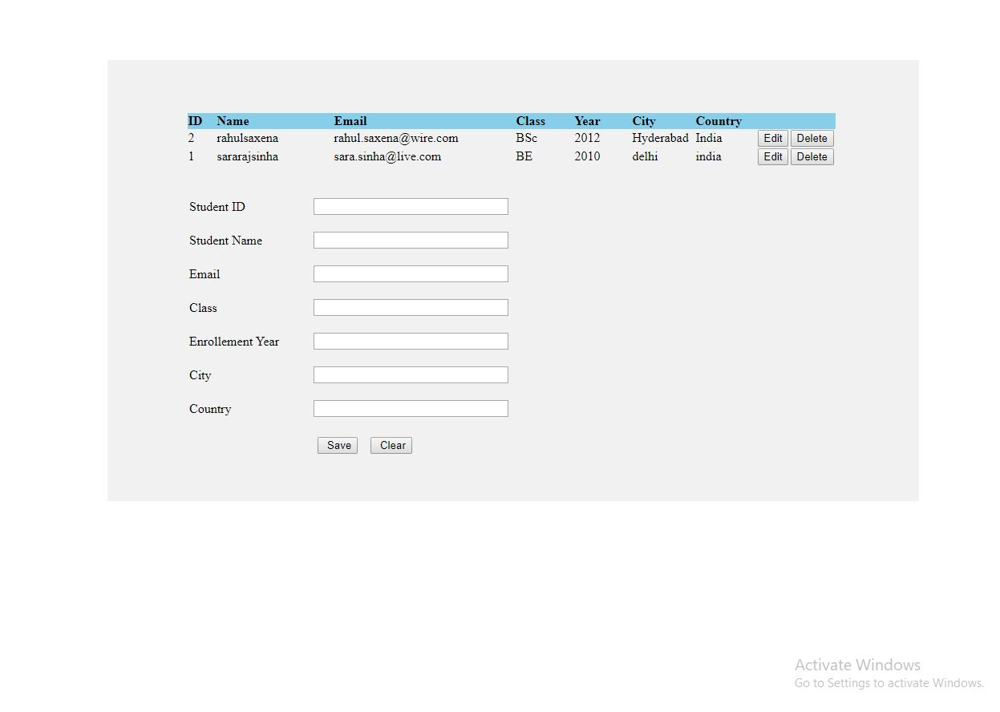 ID Name Email Class Year City Country
2 rahulsaxena rahul.saxena@wire.com BSc 2012 Hyderabad India Edit Delete
1 sararajsinha sara.sinha@live.com BE 2010 delhi india Edit Delete
Student ID
Student Name
Email
Class
Enrollement Year
City
Country
Save Clear
Activate Windows
Go to Settings to activate Windows.